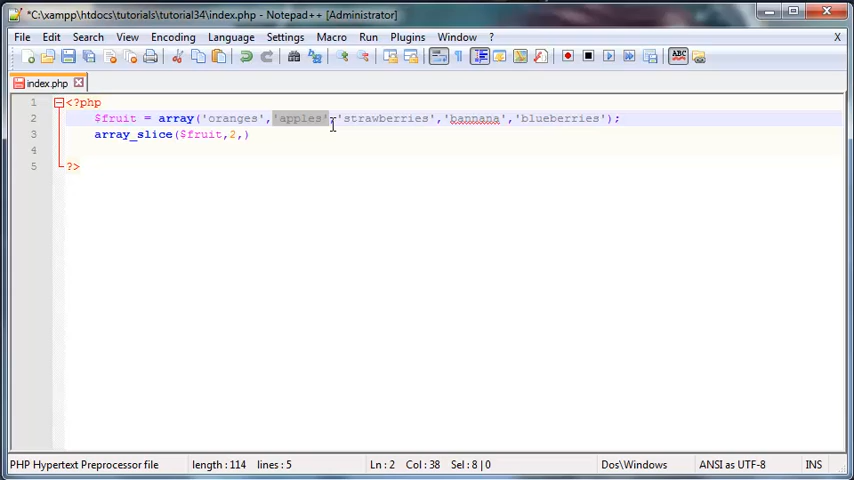 *C:\xampp\htdocs\tutorials\tutorial34\index.php - Notepad++ [Administrator]
File Edit Search View Encoding Language Settings Macro Run Plugins Window ? X
index.php
1 <?php
2 $fruit = array('oranges','apples','strawberries','bannana','blueberries');
3 array_slice($fruit,2,)
4
5 ?>
PHP Hypertext Preprocessor file length : 114 lines : 5 Ln : 2 Col : 38 Sel : 8 | 0 Dos\Windows ANSI as UTF-8 INS